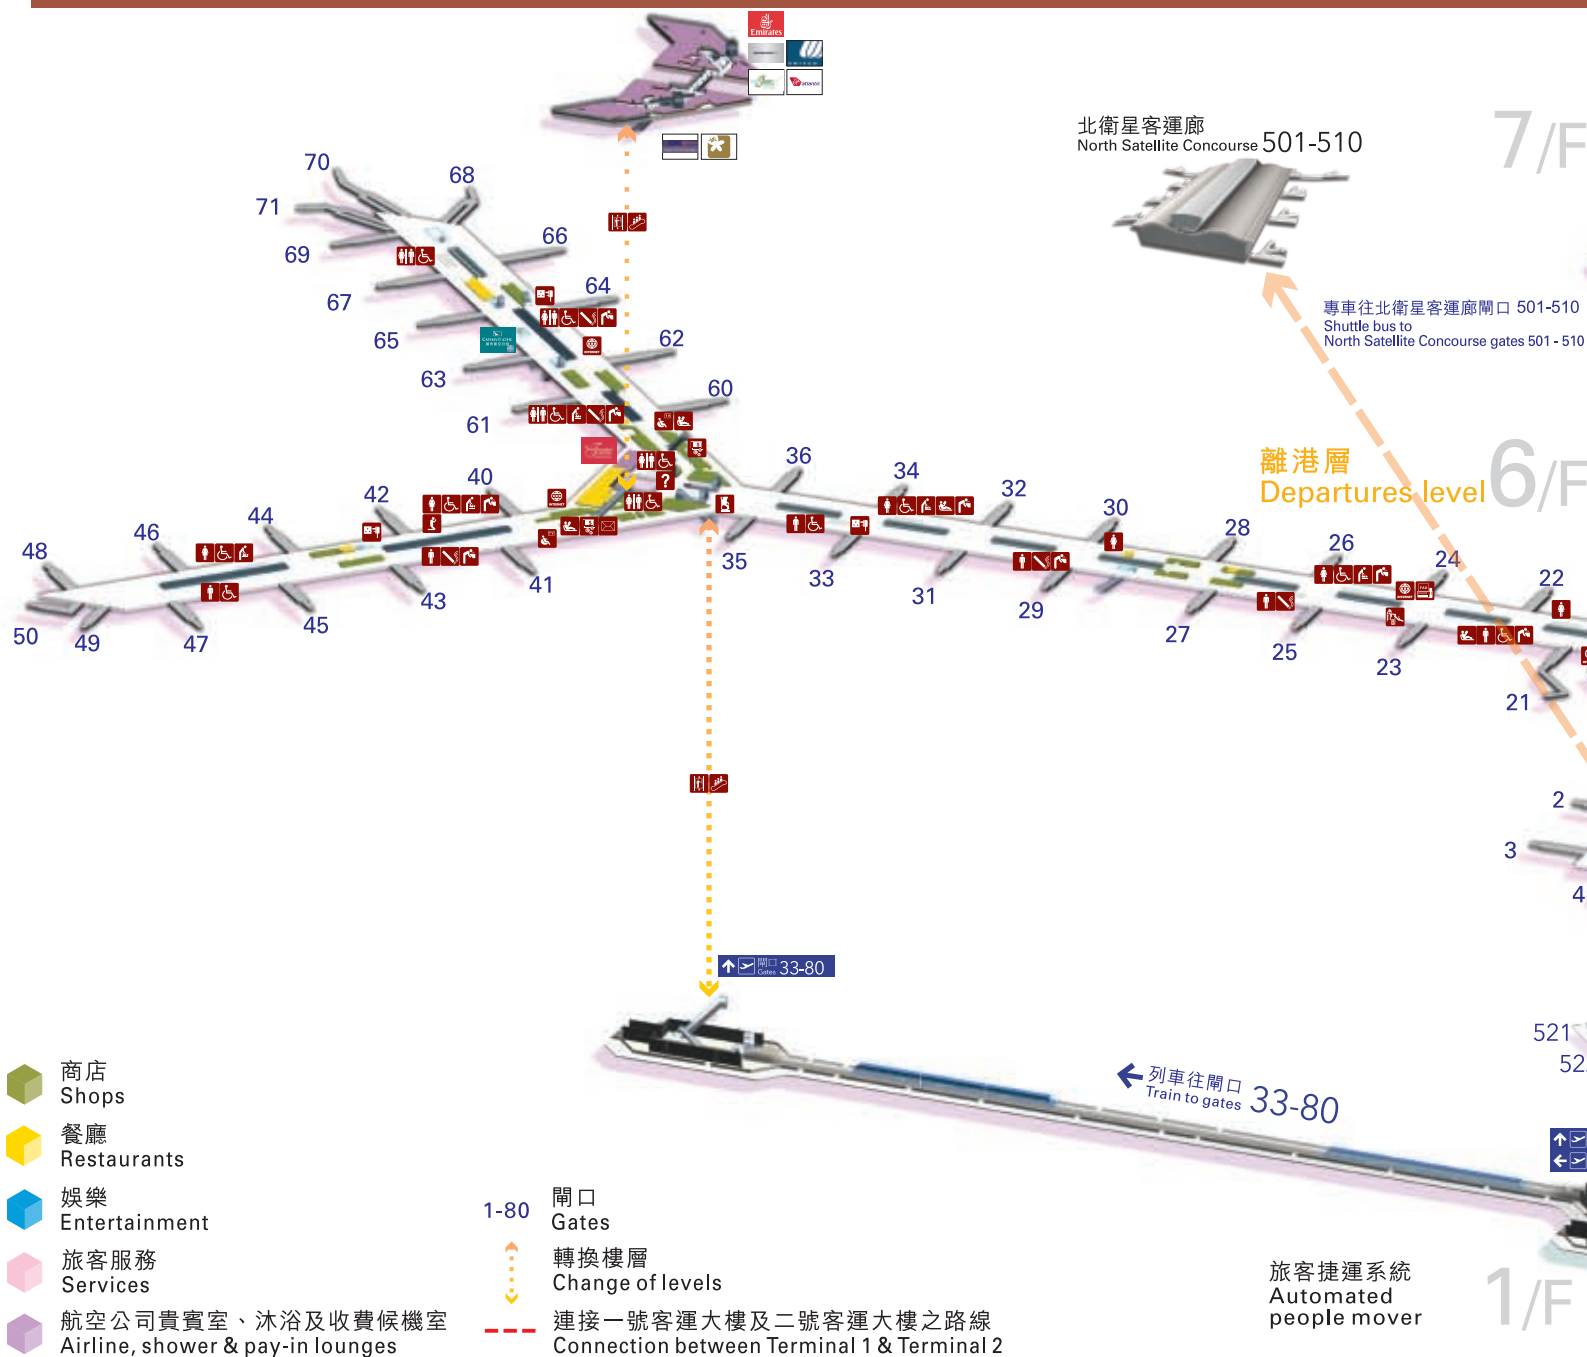 Emirates
atlantic
北衛星客運廊
North Satellite Concourse 501-510
7/F
70
68
71
66
69
64
67
專車往北衛星客運廊閘口 501-510
Shuttle bus to
North Satellite Concourse gates 501 - 510
65
62
INTERNET
63
60
61
離港層
Departures level
6/F
?
36
34
32
30
28
26
24
22
40
42
44
46
48
INTERNET
INTERNET
35
33
31
29
27
25
23
21
41
43
45
47
49
50
2
3
4
閘口
Gates 33-80
521
52
列車往閘口
Train to gates 33-80
商店
Shops
餐廳
Restaurants
娛樂
Entertainment
旅客服務
Services
航空公司貴賓室、沐浴及收費候機室
Airline, shower & pay-in lounges
1-80
閘口
Gates
轉換樓層
Change of levels
連接一號客運大樓及二號客運大樓之路線
Connection between Terminal 1 & Terminal 2
旅客捷運系統
Automated
people mover
1/F